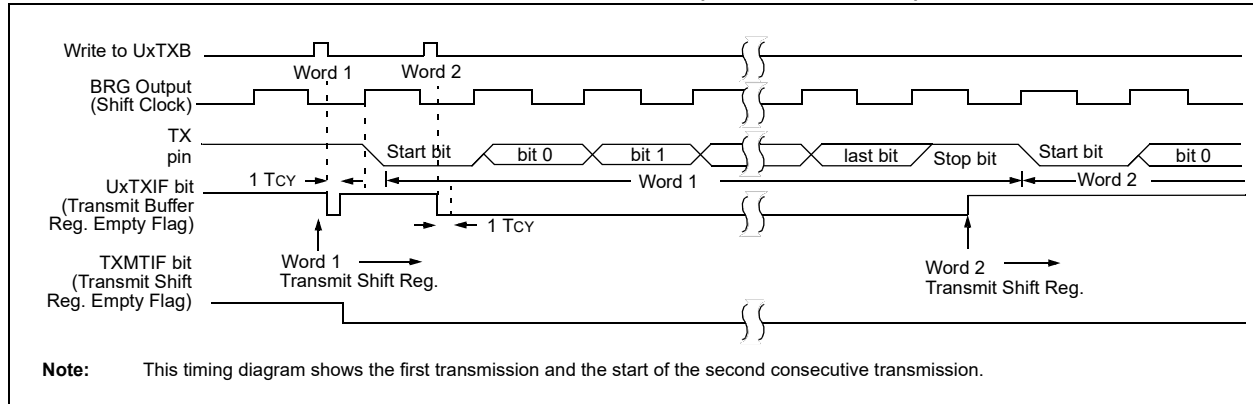 Write to UxTXB
Word 1
Word 2
BRG Output
(Shift Clock)
TX
pin
Start bit
bit 0
bit 1
last bit
Stop bit
Start bit
bit 0
1 TCY
Word 1
Word 2
UxTXIF bit
(Transmit Buffer
Reg. Empty Flag)
1 TCY
Word 1
Transmit Shift Reg.
Word 2
Transmit Shift Reg.
TXMTIF bit
(Transmit Shift
Reg. Empty Flag)
Note: This timing diagram shows the first transmission and the start of the second consecutive transmission.